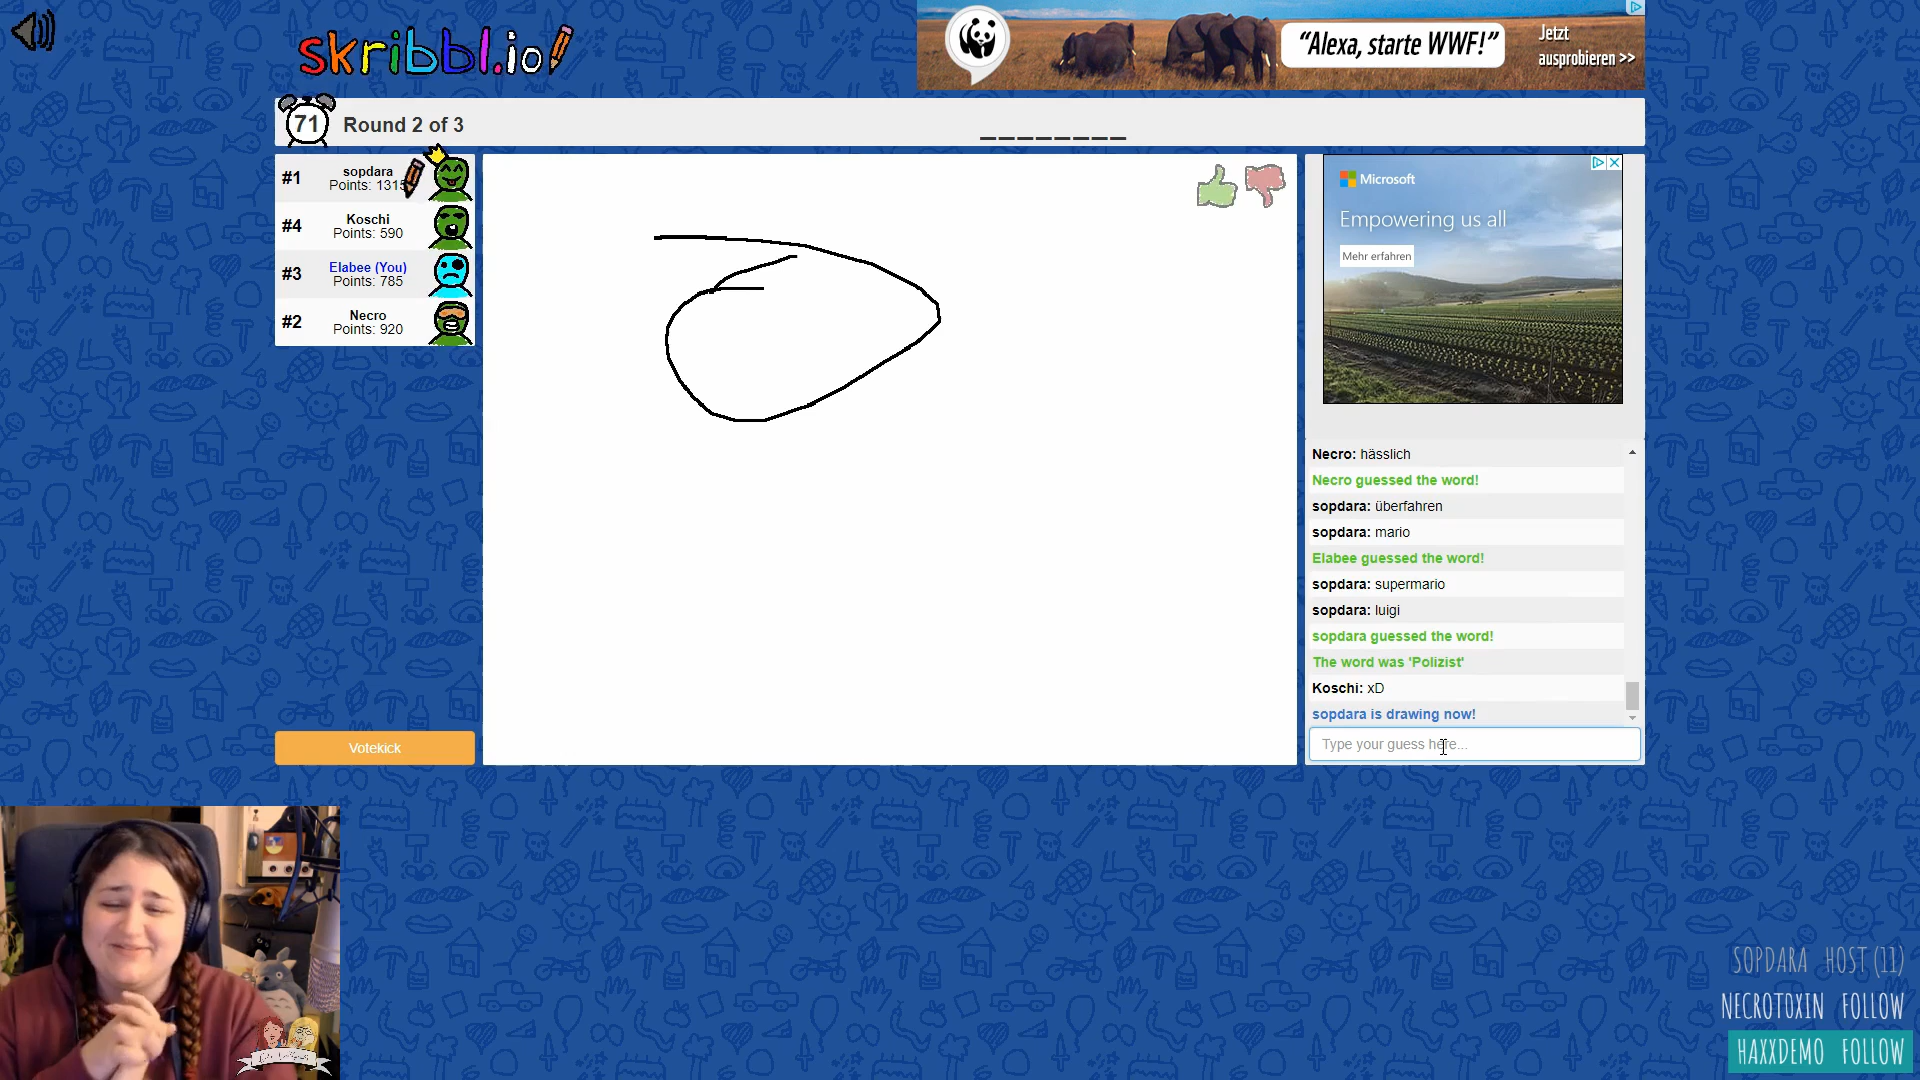 skribbl.io
“Alexa, starte WWF!”
Jetzt
ausprobieren >>
71
Round 2 of 3
________
#1
sopdara
Points: 1315
#4
Koschi
Points: 590
#3
Elabee (You)
Points: 785
#2
Necro
Points: 920
Votekick
Microsoft
Empowering us all
Mehr erfahren
Necro: hässlich
Necro guessed the word!
sopdara: überfahren
sopdara: mario
Elabee guessed the word!
sopdara: supermario
sopdara: luigi
sopdara guessed the word!
The word was 'Polizist'
Koschi: xD
sopdara is drawing now!
Type your guess here...
SOPDARA HOST (11)
NECROTOXIN FOLLOW
HAXXDEMO FOLLOW